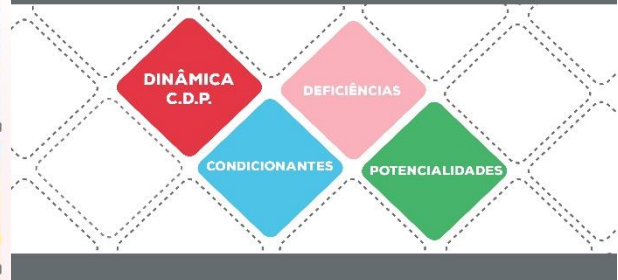 DINÂMICA
C.D.P.
DEFICIÊNCIAS
CONDICIONANTES
POTENCIALIDADES